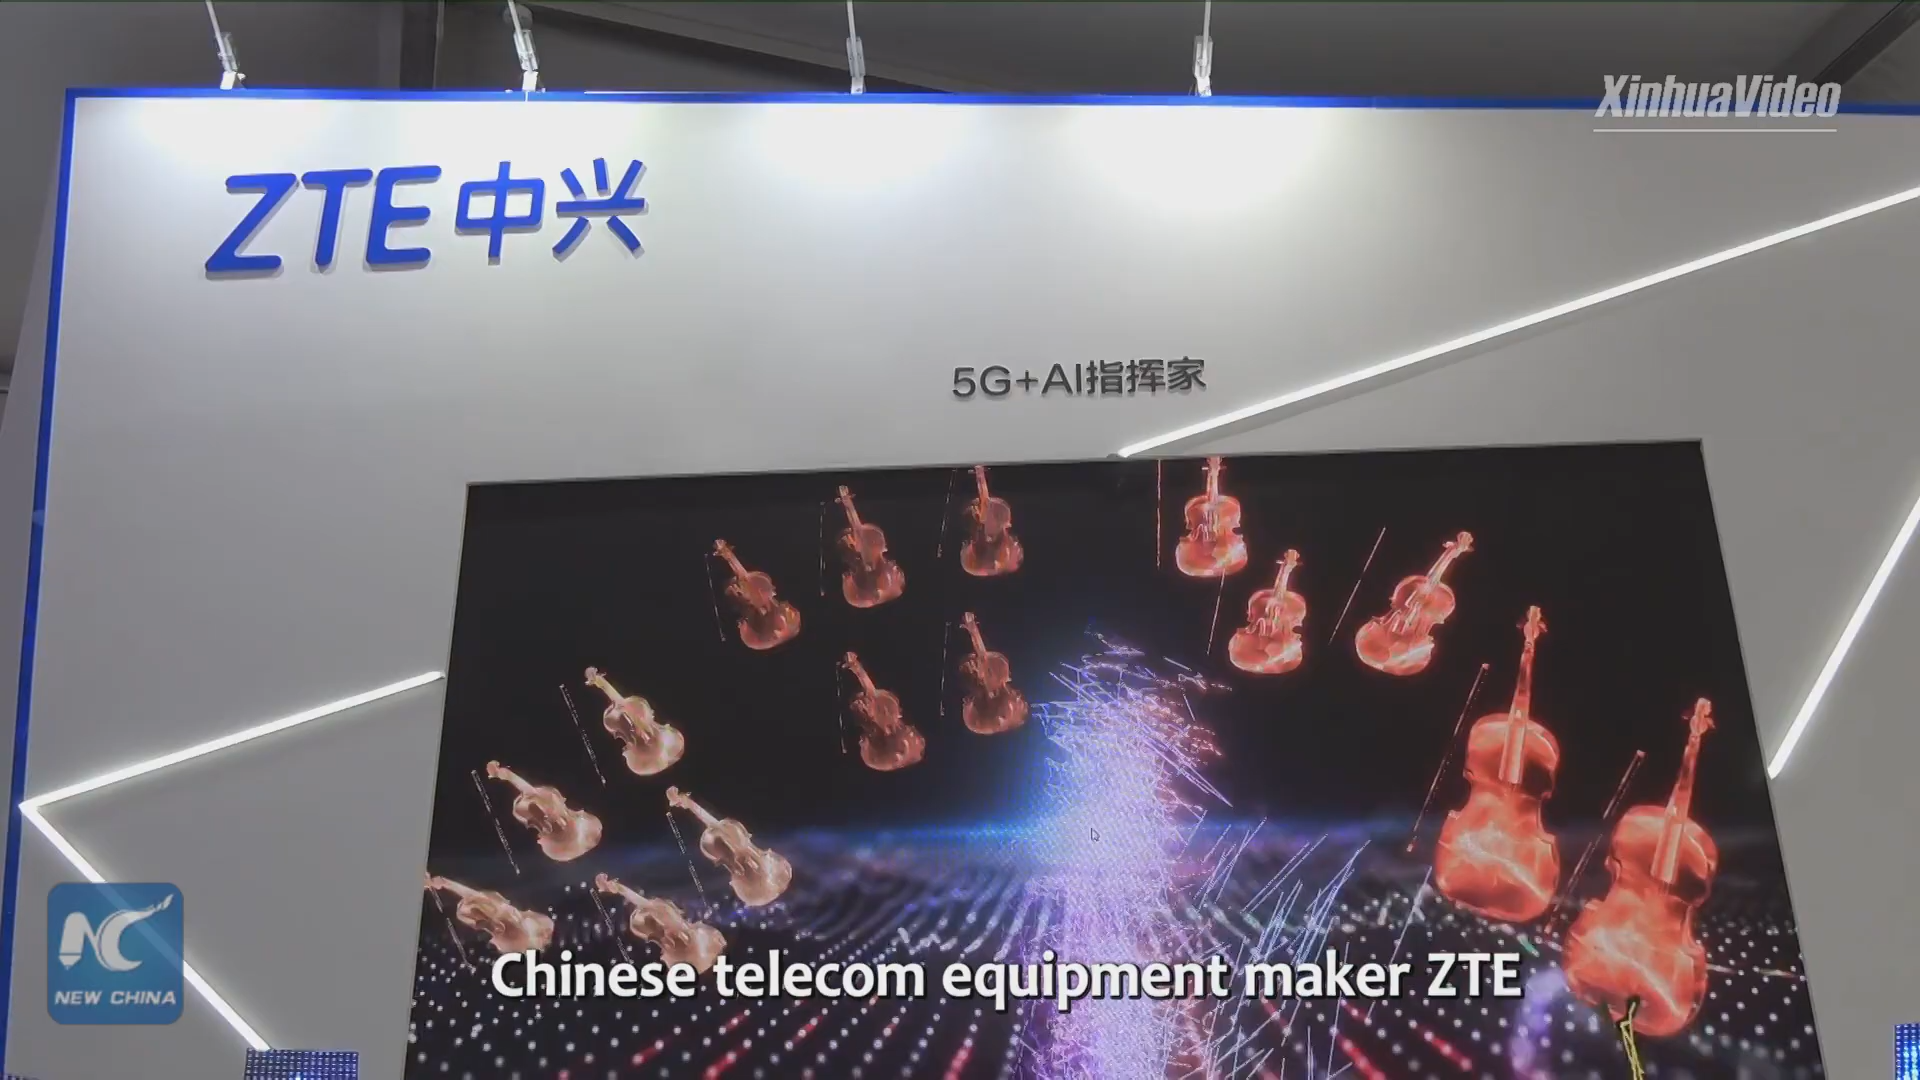 XinhuaVideo
ZTE中兴
5G+AI指挥家
NEW CHINA
Chinese telecom equipment maker ZTE